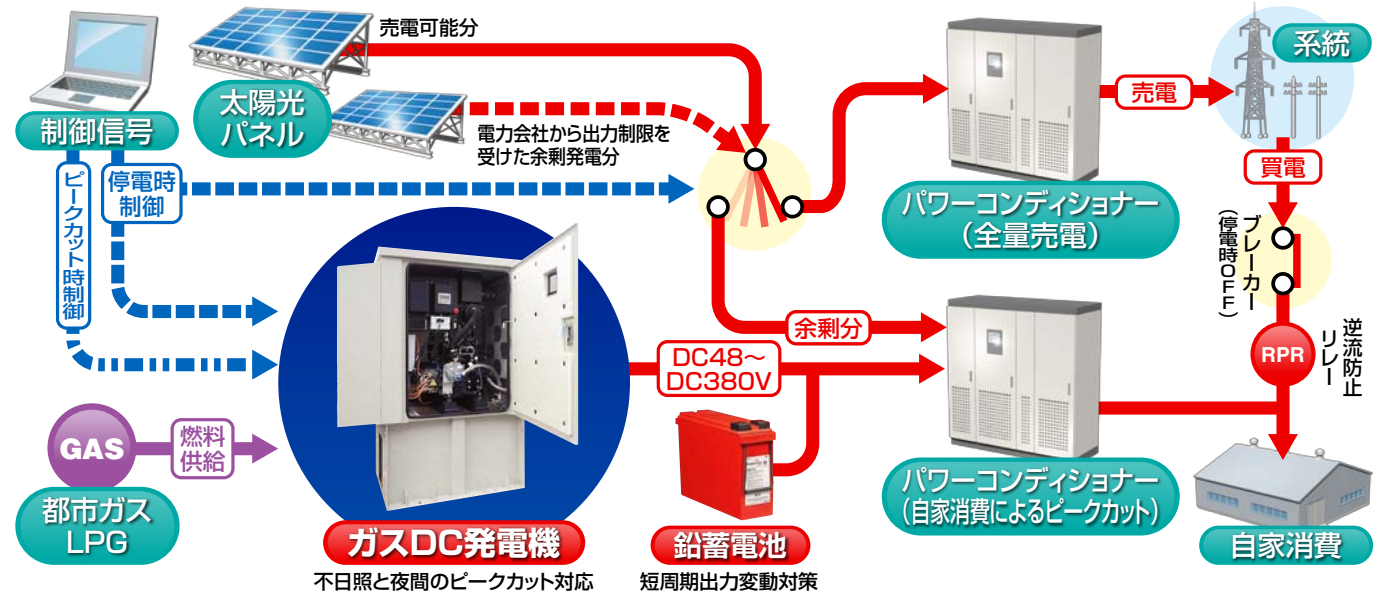 売電可能分
系統
太陽光
パネル
制御信号
売電
電力会社から出力制限を
受けた余剰発電分
買電
ピークカット時制御
停電時
制御
パワーコンディショナー
(全量売電)
ブレーカー
(停電時OFF)
余剰分
逆流防止
リレー
RPR
DC48〜
DC380V
GAS
燃料
供給
都市ガス
LPG
パワーコンディショナー
(自家消費によるピークカット)
ガスDC発電機
鉛蓄電池
自家消費
不日照と夜間のピークカット対応
短周期出力変動対策